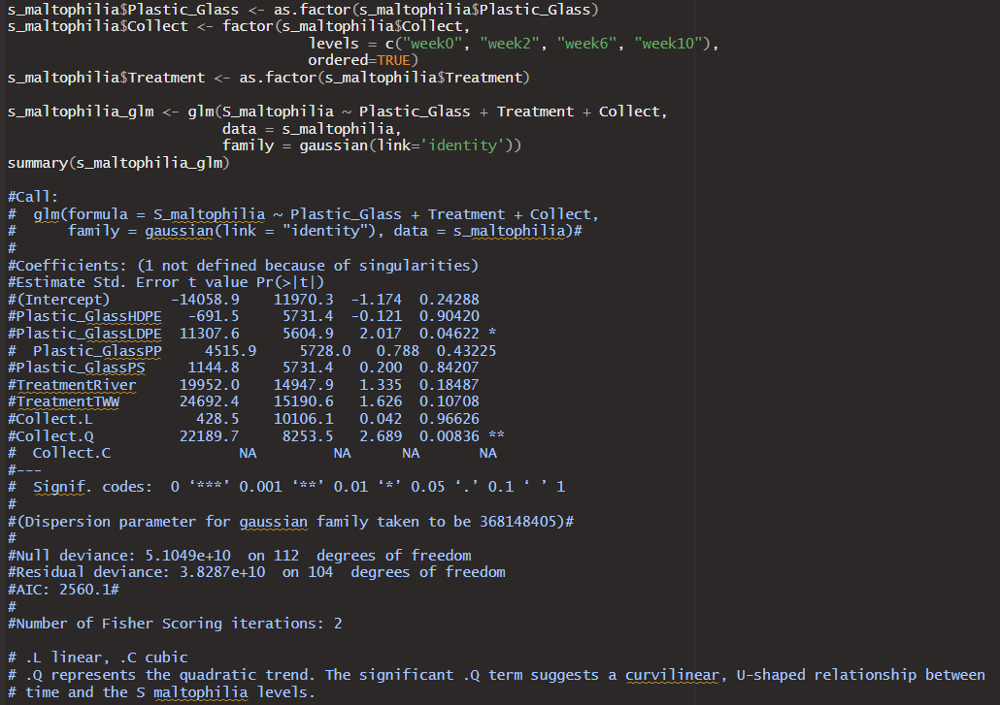 s_maltophilia$Plastic_Glass <- as.factor(s_maltophilia$Plastic_Glass)
s_maltophilia$Collect <- factor(s_maltophilia$Collect,
levels = c("week0", "week2", "week6", "week10"),
ordered=TRUE)
s_maltophilia$Treatment <- as.factor(s_maltophilia$Treatment)
s_maltophilia_glm <- glm(S_maltophilia ~ Plastic_Glass + Treatment + Collect,
data = s_maltophilia,
family = gaussian(link='identity'))
summary(s_maltophilia_glm)
#Call:
#  glm(formula = S_maltophilia ~ Plastic_Glass + Treatment + Collect,
#      family = gaussian(link = "identity"), data = s_maltophilia)#
#
#Coefficients: (1 not defined because of singularities)
#Estimate Std. Error t value Pr(>|t|)
#(Intercept)       -14058.9    11970.3  -1.174  0.24288
#Plastic_GlassHDPE   -691.5     5731.4  -0.121  0.90420
#Plastic_GlassLDPE  11307.6     5604.9   2.017  0.04622 *
#  Plastic_GlassPP     4515.9     5728.0   0.788  0.43225
#Plastic_GlassPS     1144.8     5731.4   0.200  0.84207
#TreatmentRiver     19952.0    14947.9   1.335  0.18487
#TreatmentTWW       24692.4    15190.6   1.626  0.10708
#Collect.L            428.5    10106.1   0.042  0.96626
#Collect.Q          22189.7     8253.5   2.689  0.00836 **
#  Collect.C               NA         NA      NA       NA
#---
#  Signif. codes:  0 ‘***’ 0.001 ‘**’ 0.01 ‘*’ 0.05 ‘.’ 0.1 ‘ ’ 1
#
#(Dispersion parameter for gaussian family taken to be 368148405)#
#
#Null deviance: 5.1049e+10  on 112  degrees of freedom
#Residual deviance: 3.8287e+10  on 104  degrees of freedom
#AIC: 2560.1#
#
#Number of Fisher Scoring iterations: 2
# .L linear, .C cubic
# .Q represents the quadratic trend. The significant .Q term suggests a curvilinear, U-shaped relationship between
# time and the S maltophilia levels.